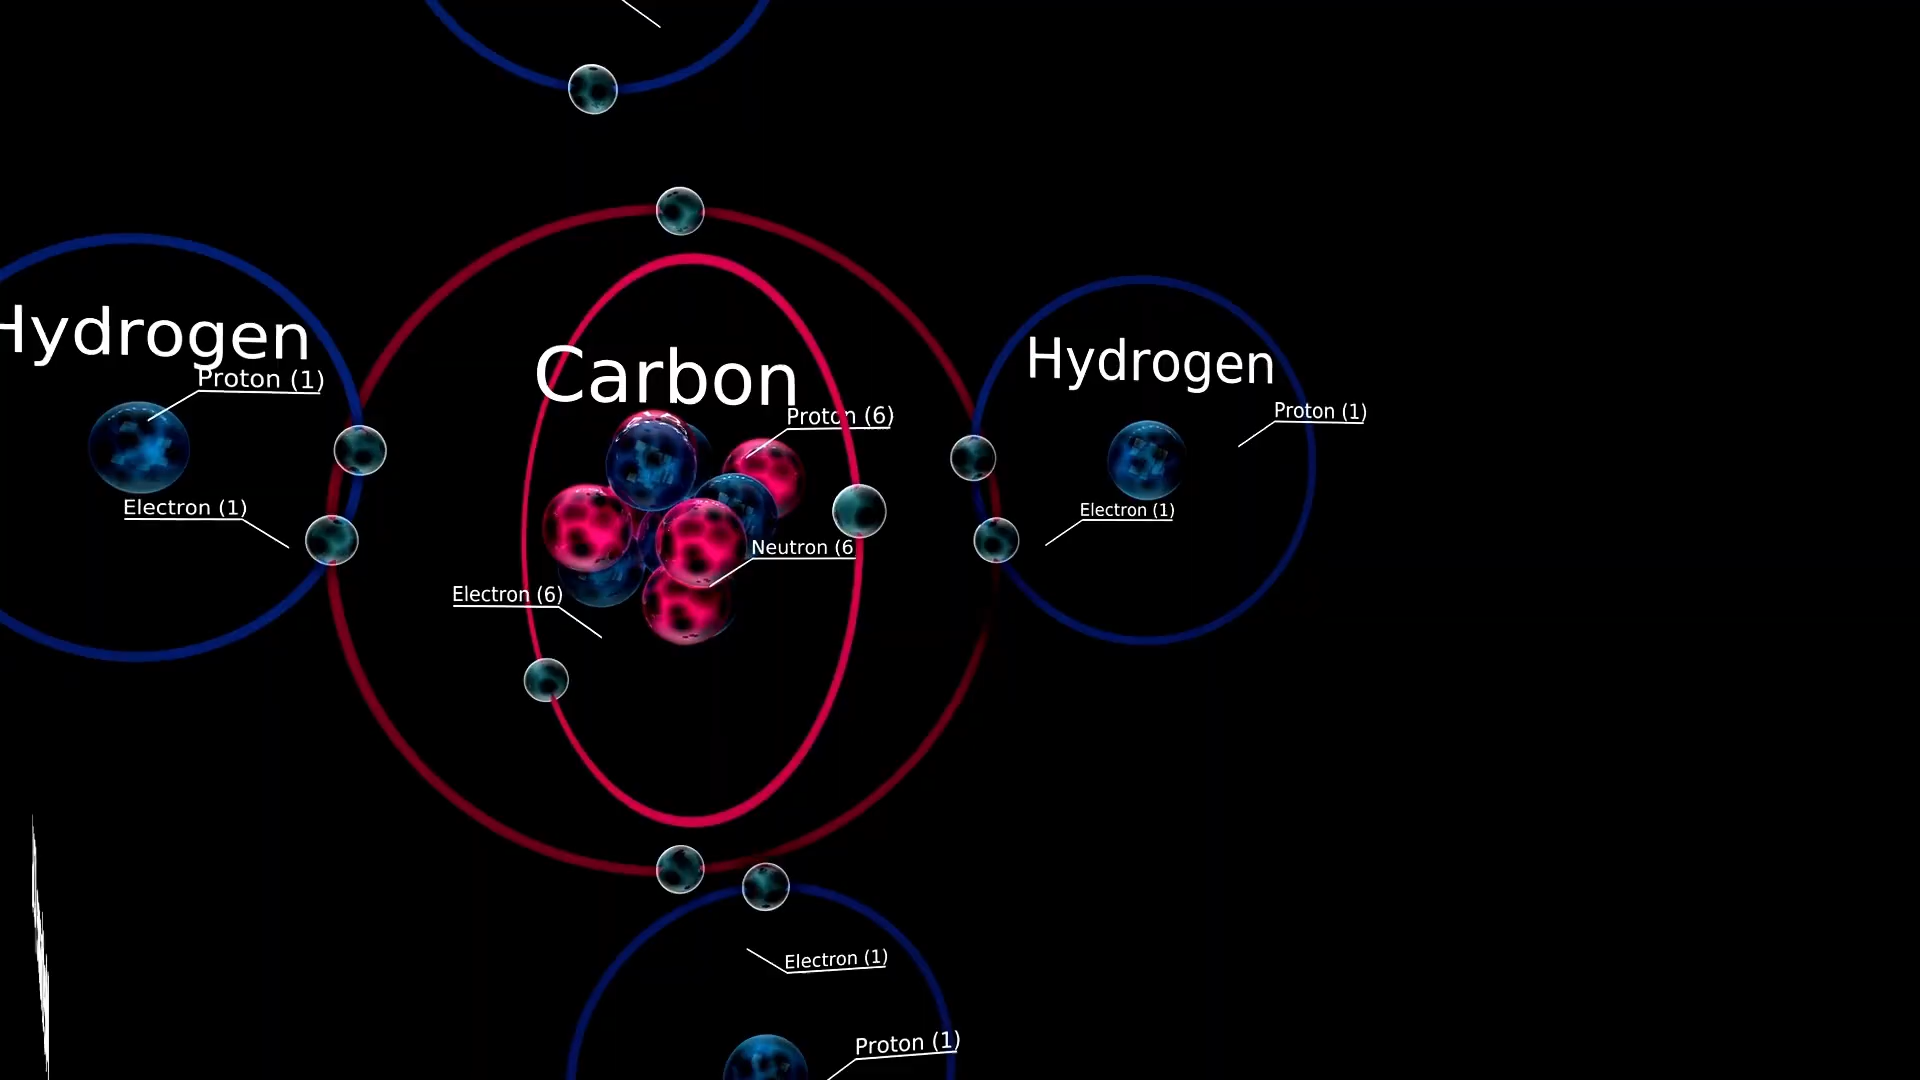 Hydrogen
Proton (1)
Electron (1)
Carbon
Proton (6)
Neutron (6
Electron (6)
Hydrogen
Proton (1)
Electron (1)
Electron (1)
Proton (1)